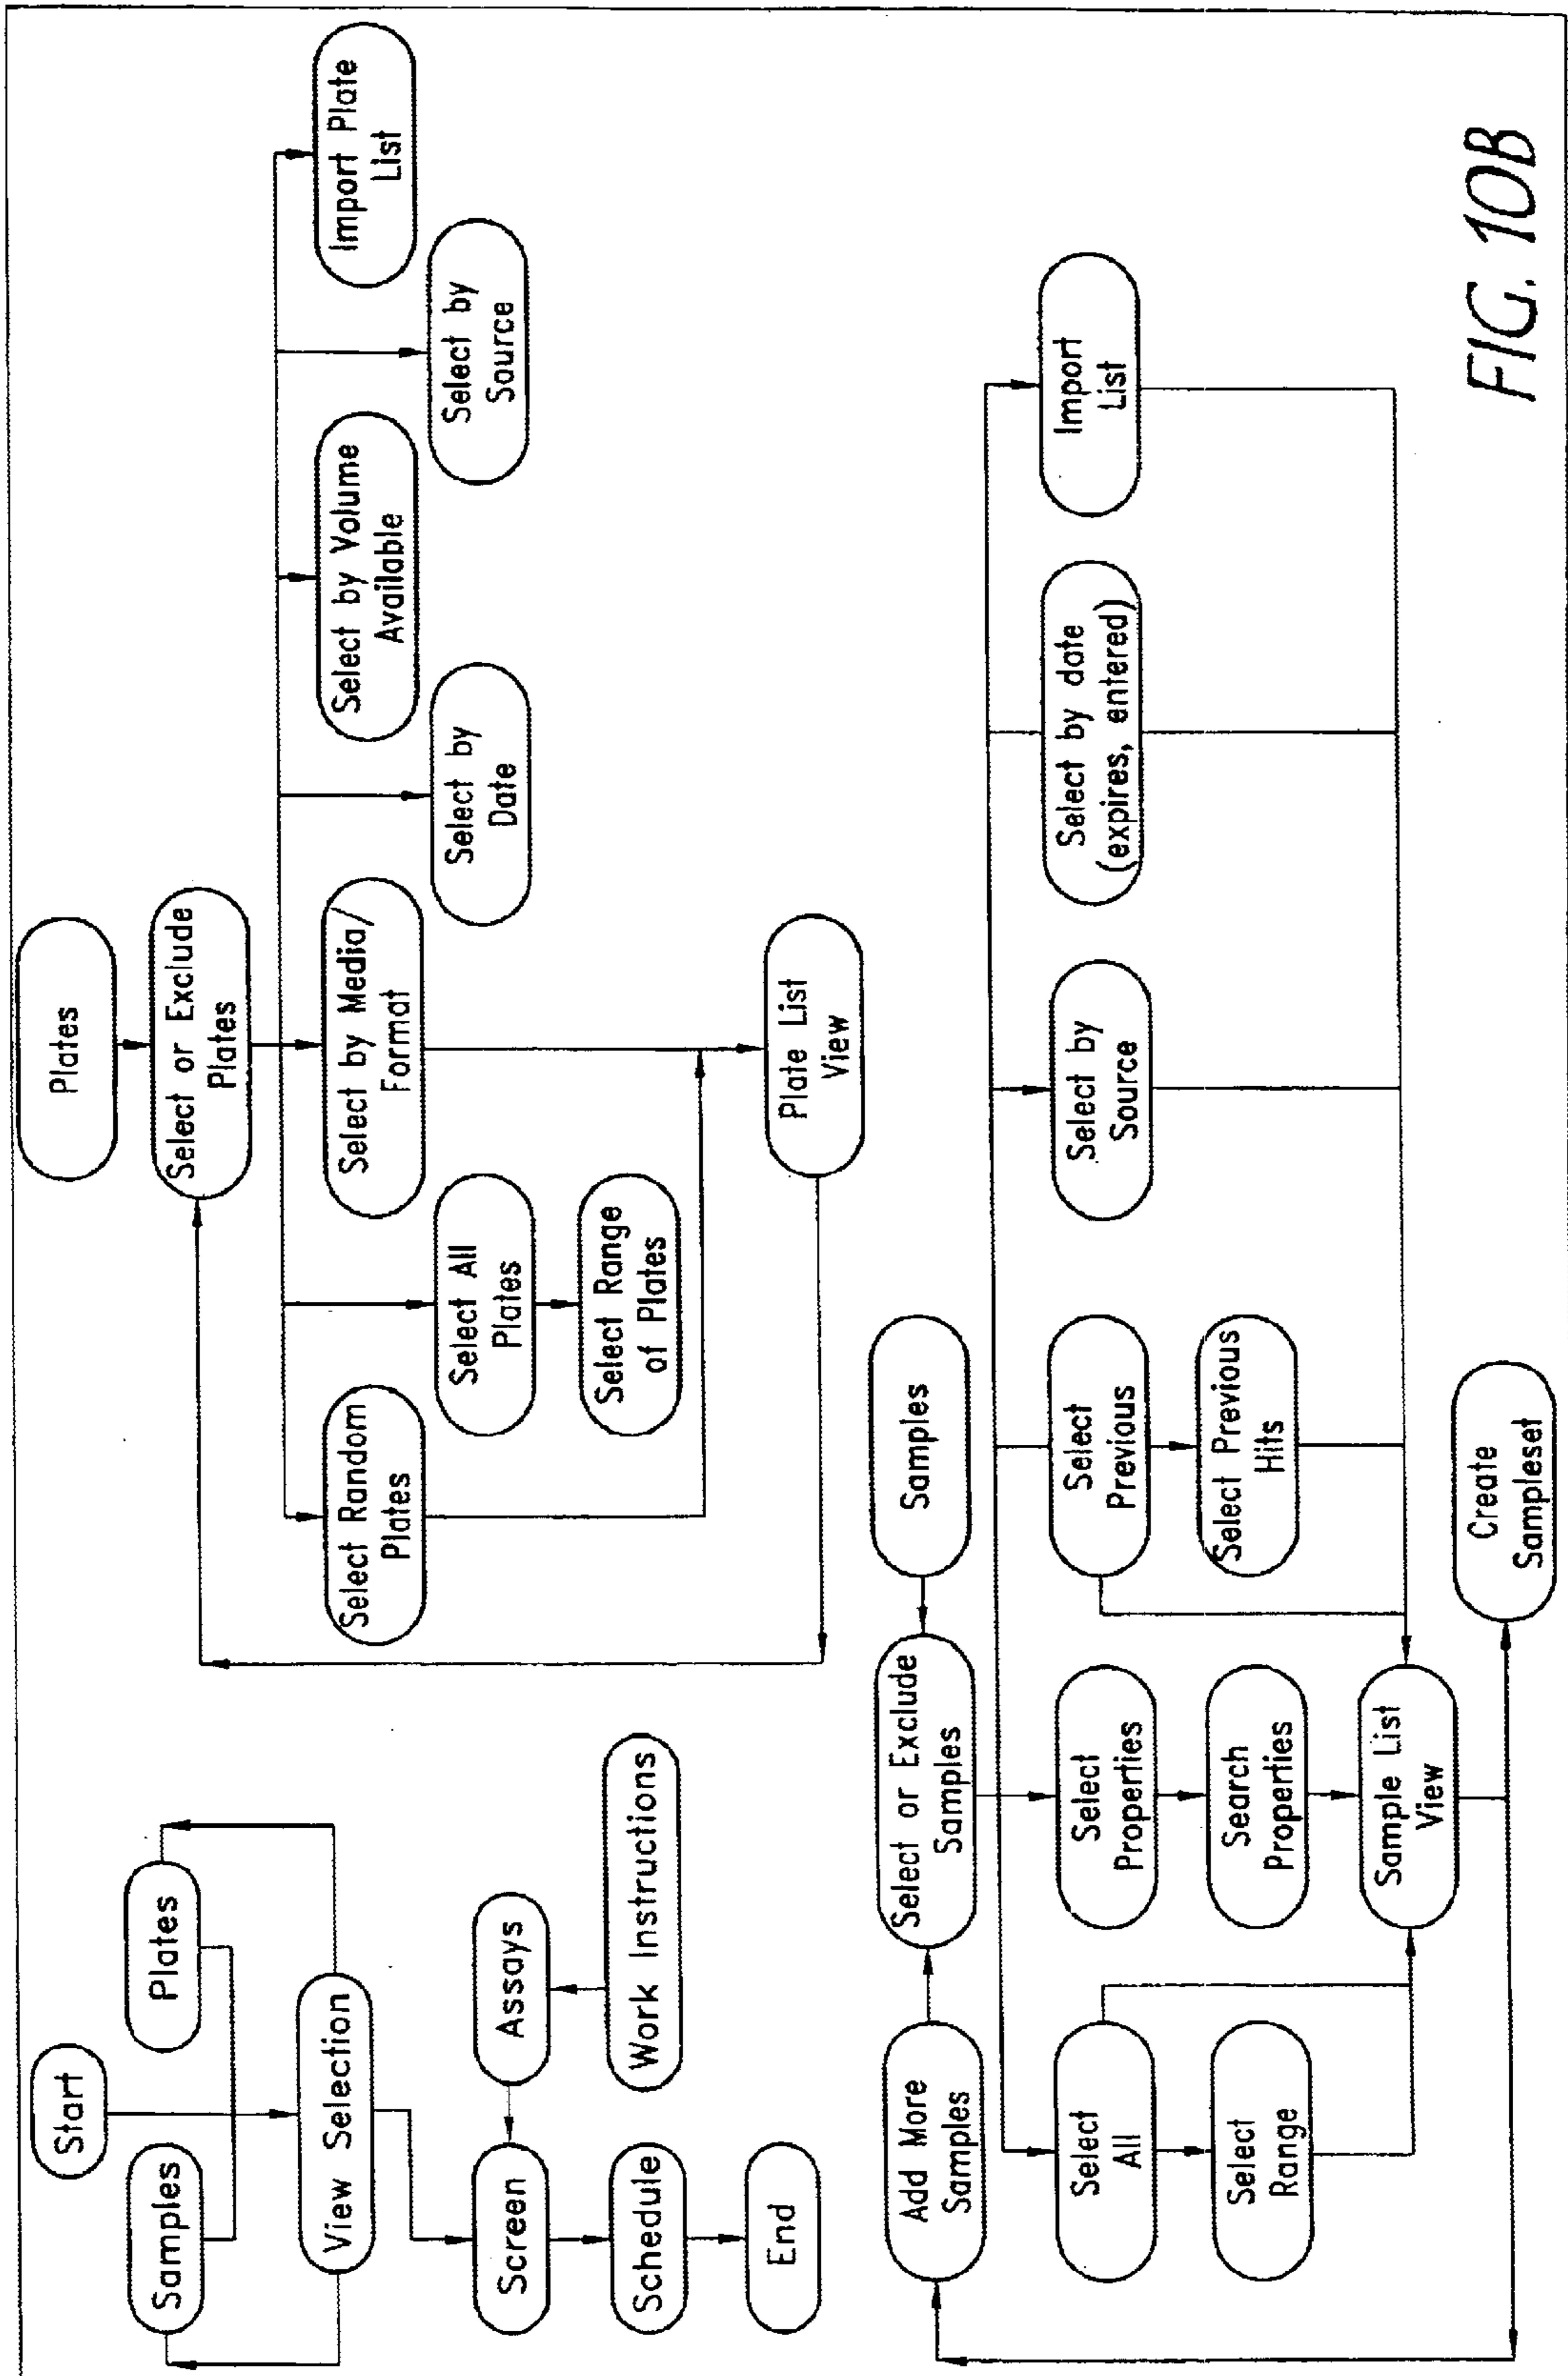 Start
Samples
Plates
View Selection
Screen
Assays
Schedule
Work Instructions
End
Plates
Select or Exclude
Plates
Select Random
Plates
Select by Media/
Format
Select by Volume
Available
Import Plate
List
Select All
Plates
Select by
Date
Select by
Source
Select Range
of Plates
Plate List
View
Add More
Samples
Select or Exclude
Samples
Samples
Select
All
Select
Properties
Select
Previous
Select by
Source
Select by date
(expires, entered)
Import
List
Select
Range
Search
Properties
Select Previous
Hits
Sample List
View
Create
Sampleset
FIG. 10B